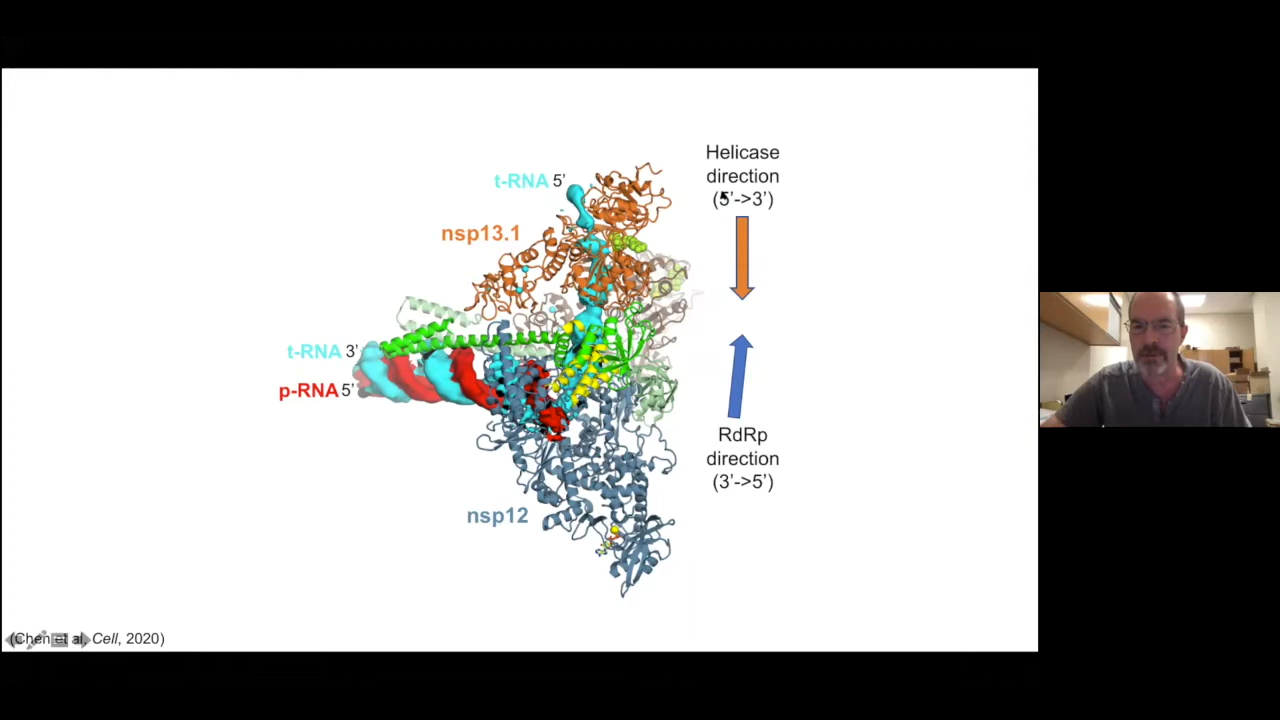 Helicase
direction
(5'->3')
t-RNA 5'
nsp13.1
t-RNA 3'
p-RNA 5'
RdRp
direction
(3'->5')
nsp12
(Chen et al, Cell, 2020)